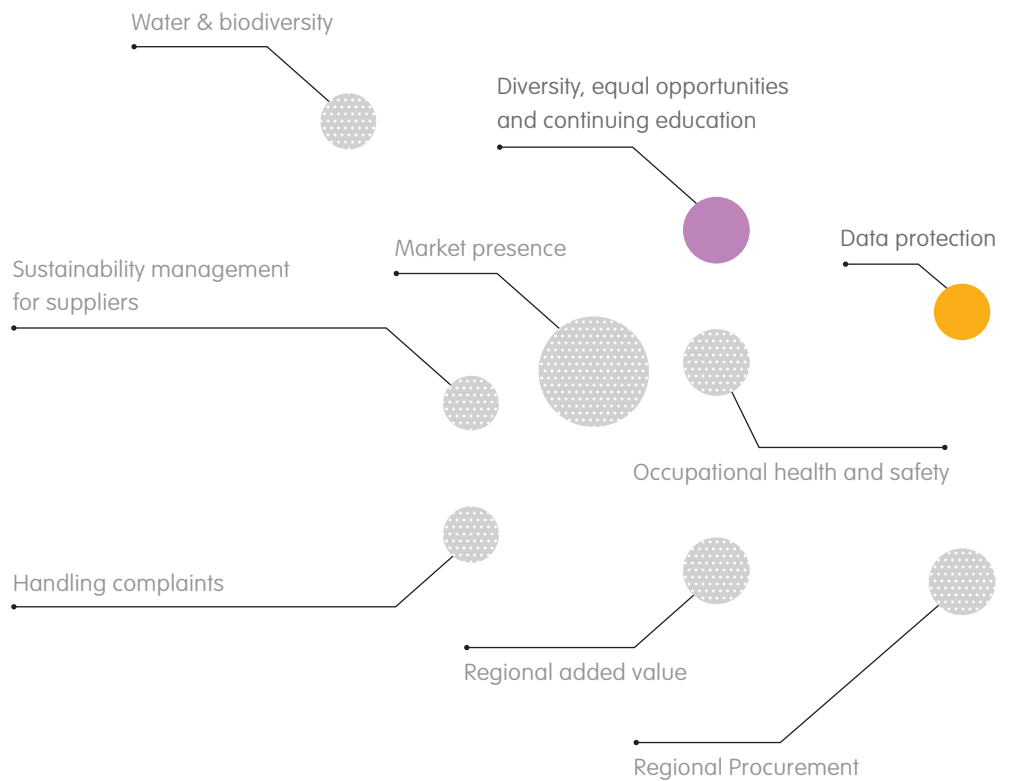 Water & biodiversity
Diversity, equal opportunities
and continuing education
Data protection
Market presence
Sustainability management
for suppliers
Occupational health and safety
Handling complaints
Regional added value
Regional Procurement